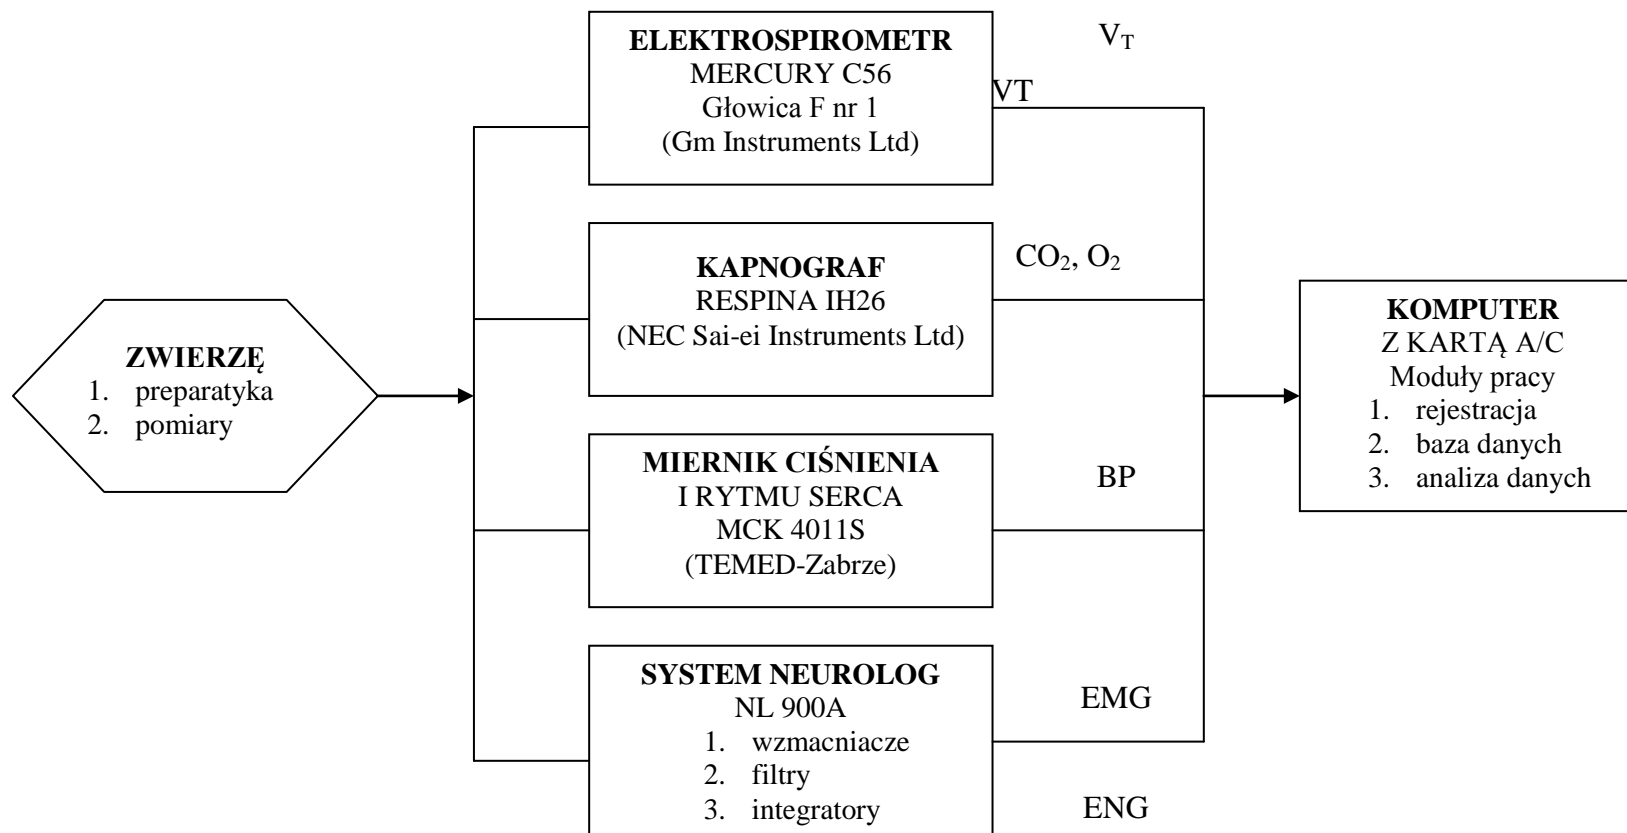 ELEKTROSPIROMETR
MERCURY C56
Głowica F nr 1
(Gm Instruments Ltd)
V_T
VT
KAPNOGRAF
RESPINA IH26
(NEC Sai-ei Instruments Ltd)
CO₂, O₂
ZWIERZĘ
1. preparatyka
2. pomiary
MIERNIK CIŚNIENIA
I RYTMU SERCA
MCK 4011S
(TEMED-Zabrze)
BP
SYSTEM NEUROLOG
NL 900A
1. wzmacniacze
2. filtry
3. integratory
EMG
ENG
KOMPUTER
Z KARTĄ A/C
Moduły pracy
1. rejestracja
2. baza danych
3. analiza danych